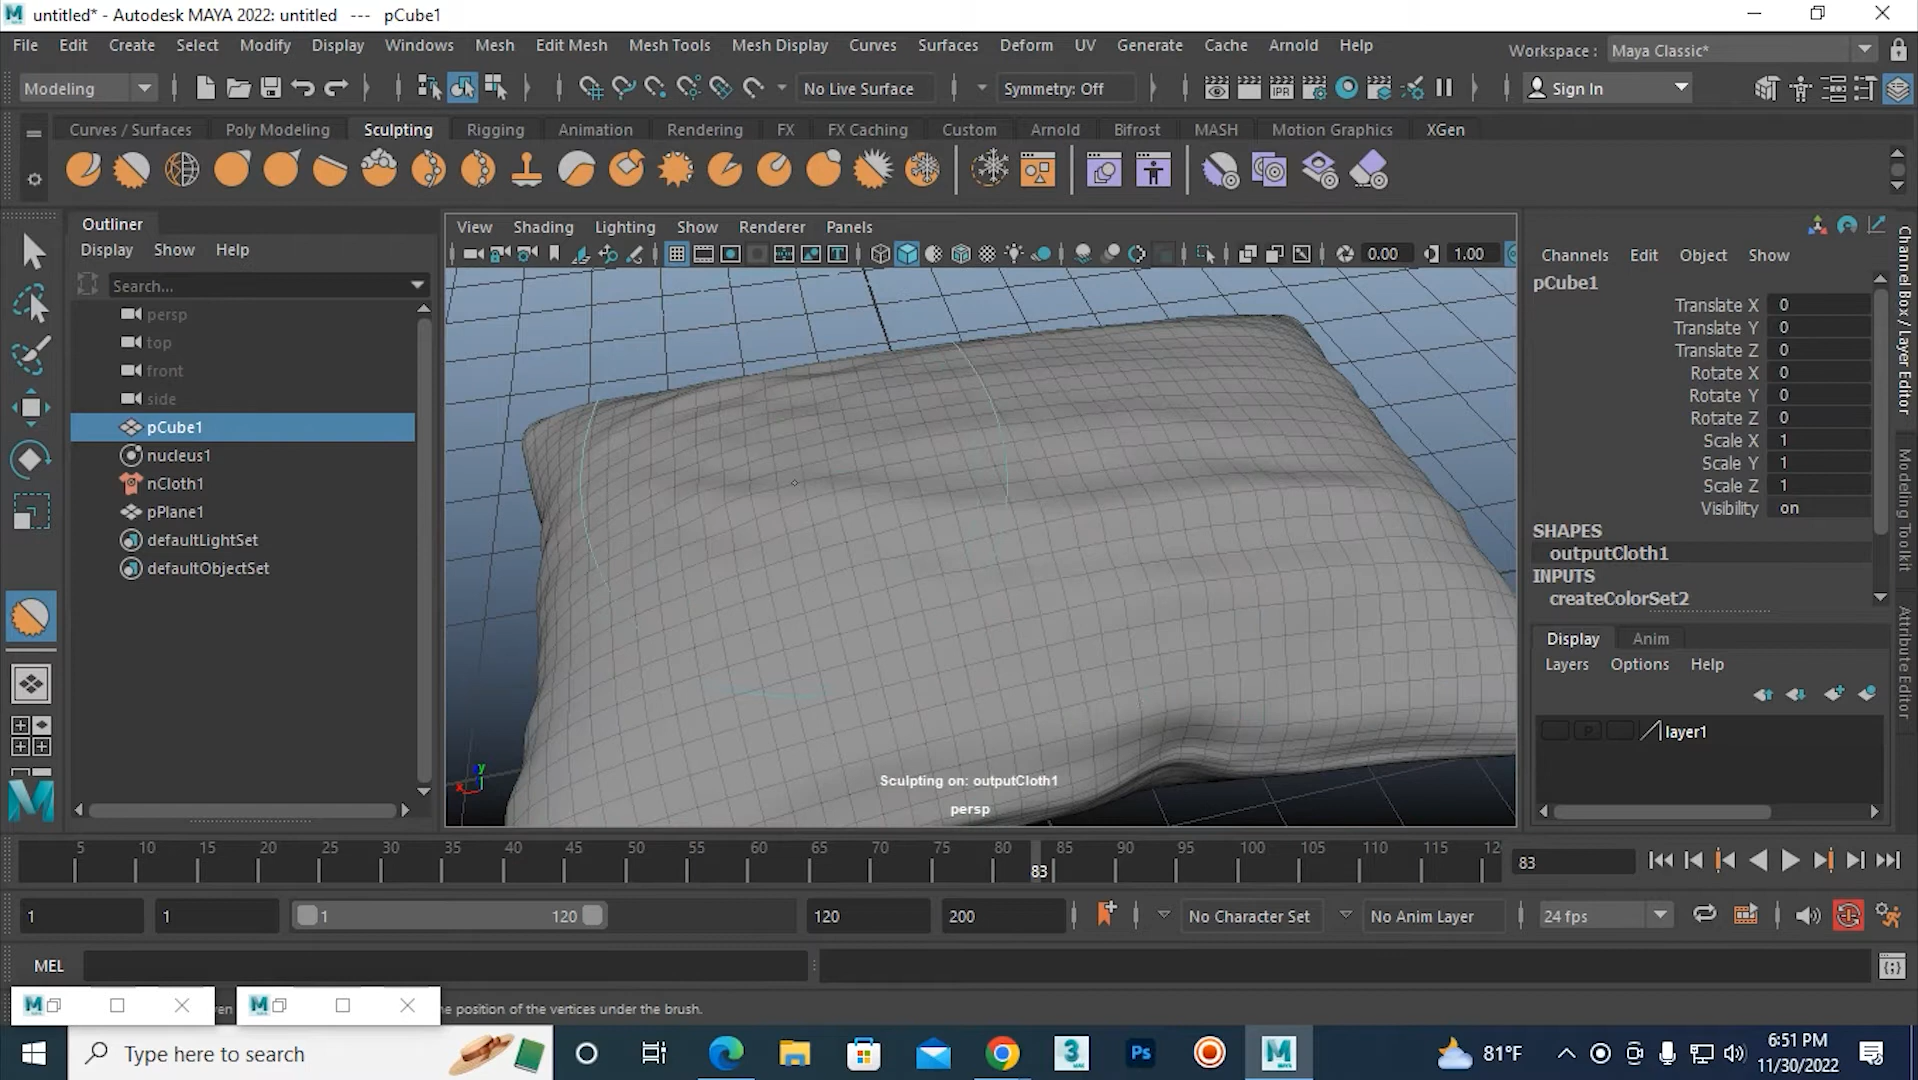 untitled* - Autodesk MAYA 2022: untitled --- pCube1
File Edit Create Select Modify Display Windows Mesh Edit Mesh Mesh Tools Mesh Display Curves Surfaces Deform UV Generate Cache Arnold Help
Workspace : Maya Classic*
Modeling No Live Surface Symmetry: Off IPR Sign In
Curves / Surfaces Poly Modeling Sculpting Rigging Animation Rendering FX FX Caching Custom Arnold Bifrost MASH Motion Graphics XGen
Outliner
Display Show Help
Search...
persp
top
front
side
pCube1
nucleus1
nCloth1
pPlane1
defaultLightSet
defaultObjectSet
View Shading Lighting Show Renderer Panels
0.00 1.00
Sculpting on: outputCloth1
persp
y
x
Channels Edit Object Show
pCube1
Translate X 0
Translate Y 0
Translate Z 0
Rotate X 0
Rotate Y 0
Rotate Z 0
Scale X 1
Scale Y 1
Scale Z 1
Visibility on
SHAPES
outputCloth1
INPUTS
createColorSet2
Display Anim
Layers Options Help
P layer1
Channel Box / Layer Editor
Modeling Toolkit
Attribute Editor
5 10 15 20 25 30 35 40 45 50 55 60 65 70 75 80 85 90 95 100 105 110 115 12
83
83
1 1 1 120 120 200 No Character Set No Anim Layer 24 fps
MEL
e position of the vertices under the brush.
Type here to search
81°F
6:51 PM
11/30/2022